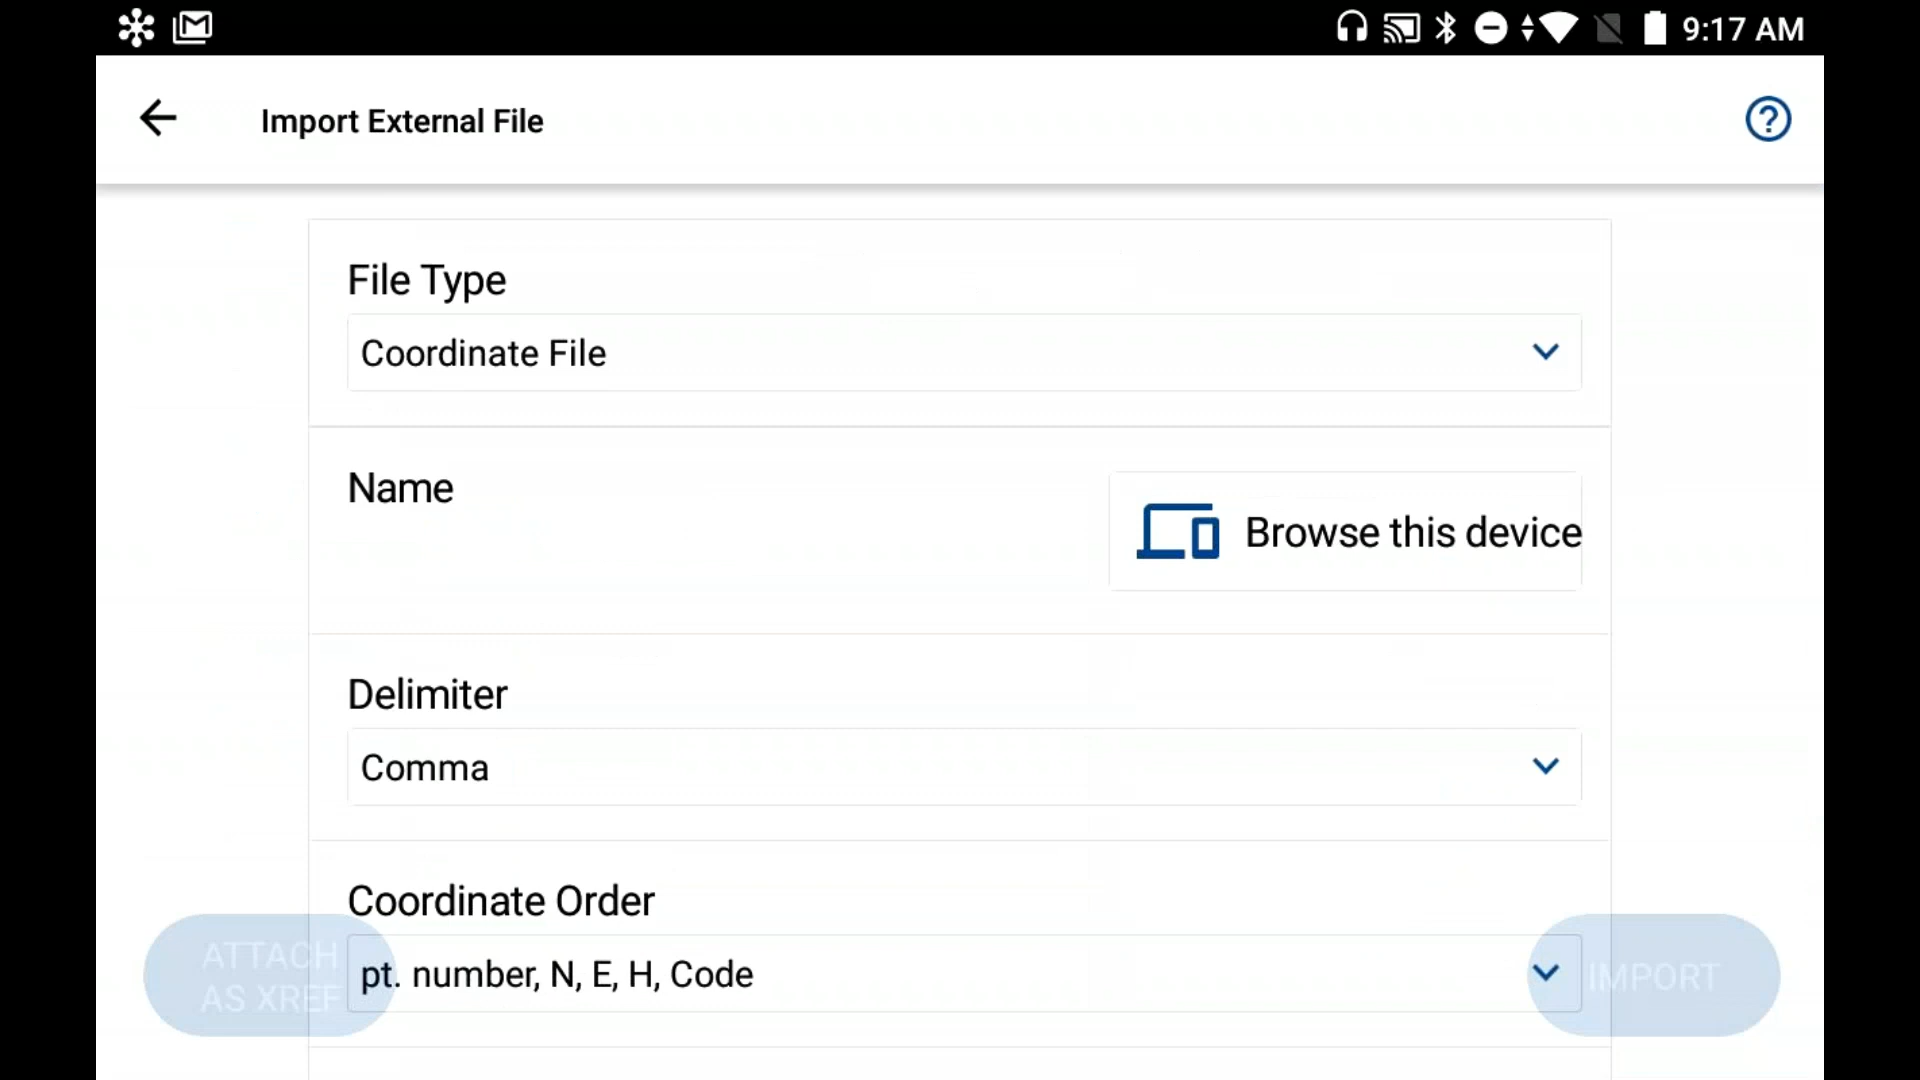 9:17 AM
Import External File
File Type
Coordinate File
Name
Browse this device
Delimiter
Comma
Coordinate Order
pt. number, N, E, H, Code
ATTACH
AS XREF
IMPORT